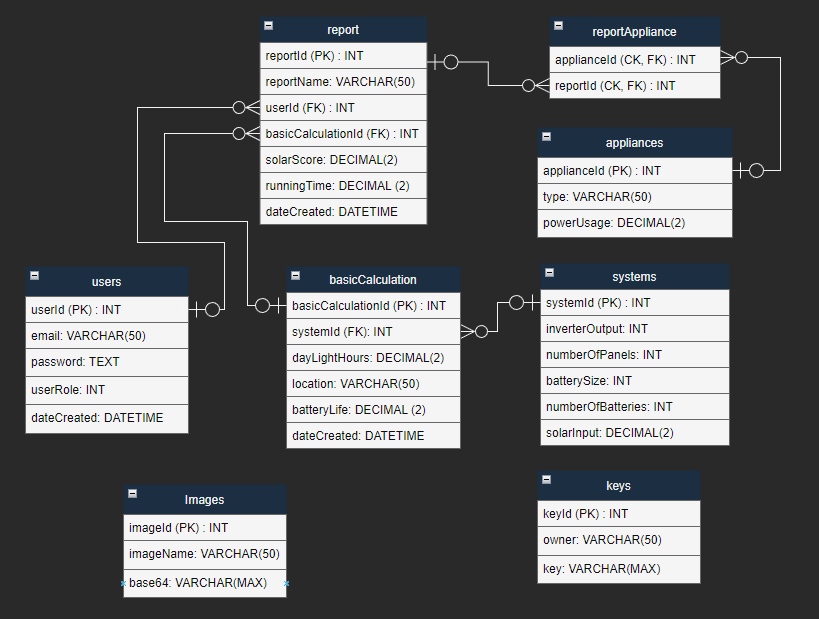 report
reportId (PK) : INT
reportName: VARCHAR(50)
userId (FK) : INT
basicCalculationId (FK) : INT
solarScore: DECIMAL(2)
runningTime: DECIMAL (2)
dateCreated: DATETIME
reportAppliance
applianceId (CK, FK) : INT
reportId (CK, FK) : INT
appliances
applianceId (PK) : INT
type: VARCHAR(50)
powerUsage: DECIMAL(2)
users
userId (PK) : INT
email: VARCHAR(50)
password: TEXT
userRole: INT
dateCreated: DATETIME
basicCalculation
basicCalculationId (PK) : INT
systemId (FK): INT
dayLightHours: DECIMAL(2)
location: VARCHAR(50)
batteryLife: DECIMAL (2)
dateCreated: DATETIME
systems
systemId (PK) : INT
inverterOutput: INT
numberOfPanels: INT
batterySize: INT
numberOfBatteries: INT
solarInput: DECIMAL(2)
Images
imageId (PK) : INT
imageName: VARCHAR(50)
base64: VARCHAR(MAX)
keys
keyId (PK) : INT
owner: VARCHAR(50)
key: VARCHAR(MAX)